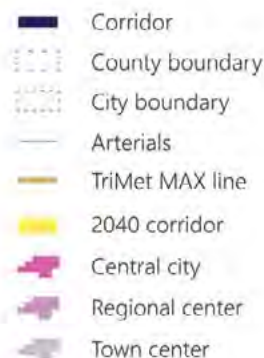 Corridor
County boundary
City boundary
Arterials
TriMet MAX line
2040 corridor
Central city
Regional center
Town center